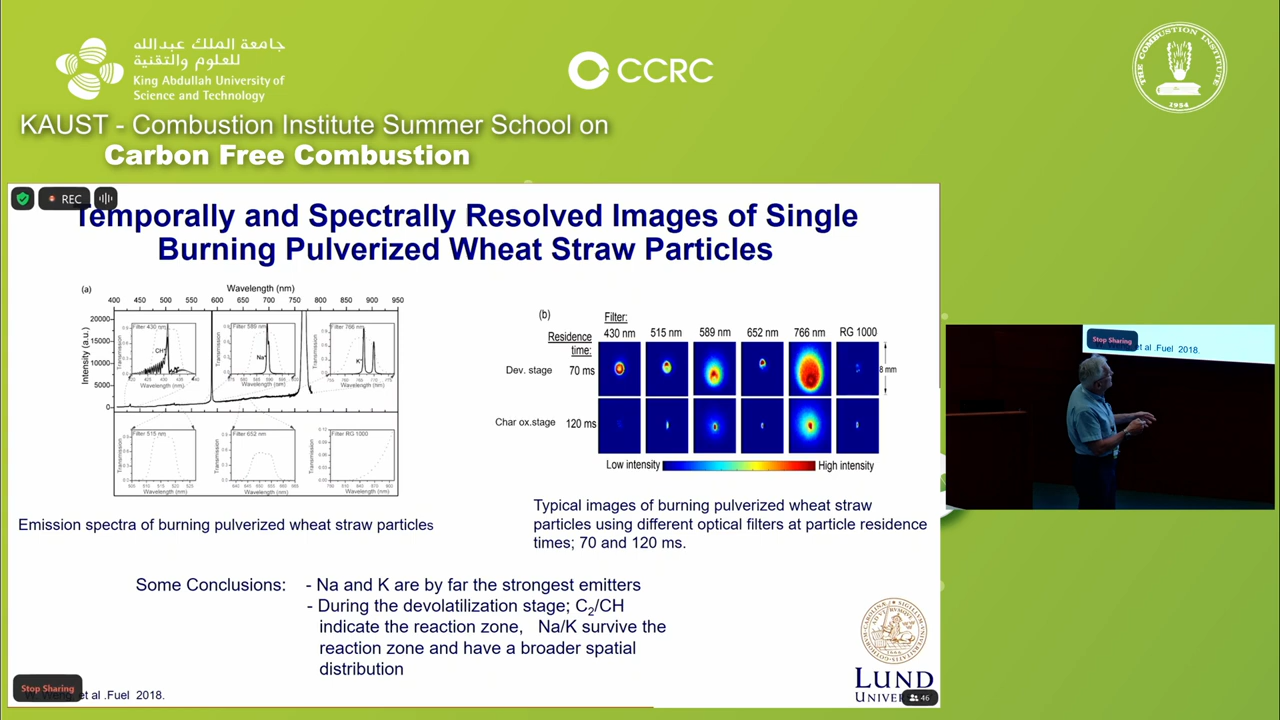 جامعة الملك عبدالله
للعلوم والتقنية
King Abdullah University of
Science and Technology
CCRC
THE COMBUSTION INSTITUTE
1954
KAUST - Combustion Institute Summer School on
Carbon Free Combustion
REC
Temporally and Spectrally Resolved Images of Single
Burning Pulverized Wheat Straw Particles
(a)
Wavelength (nm)
400 450 500 550 600 650 700 750 800 850 900 950
Intensity (a.u.)
20000
15000
10000
5000
0
Filter 430 nm
Filter 589 nm
Filter 766 nm
CH*
Na*
K*
Transmission
Wavelength (nm)
Filter 515 nm
Filter 652 nm
Filter RG 1000
Transmission
Wavelength (nm)
Emission spectra of burning pulverized wheat straw particles
(b)
Filter:
430 nm 515 nm 589 nm 652 nm 766 nm RG 1000
Residence
time:
Dev. stage 70 ms
8 mm
Char ox.stage 120 ms
Low intensity High intensity
Typical images of burning pulverized wheat straw
particles using different optical filters at particle residence
times; 70 and 120 ms.
Some Conclusions: - Na and K are by far the strongest emitters
- During the devolatilization stage; C2/CH
indicate the reaction zone, Na/K survive the
reaction zone and have a broader spatial
distribution
Stop Sharing
et al .Fuel 2018.
LUND
UNIVER
46
Stop Sharing
et al .Fuel 2018.